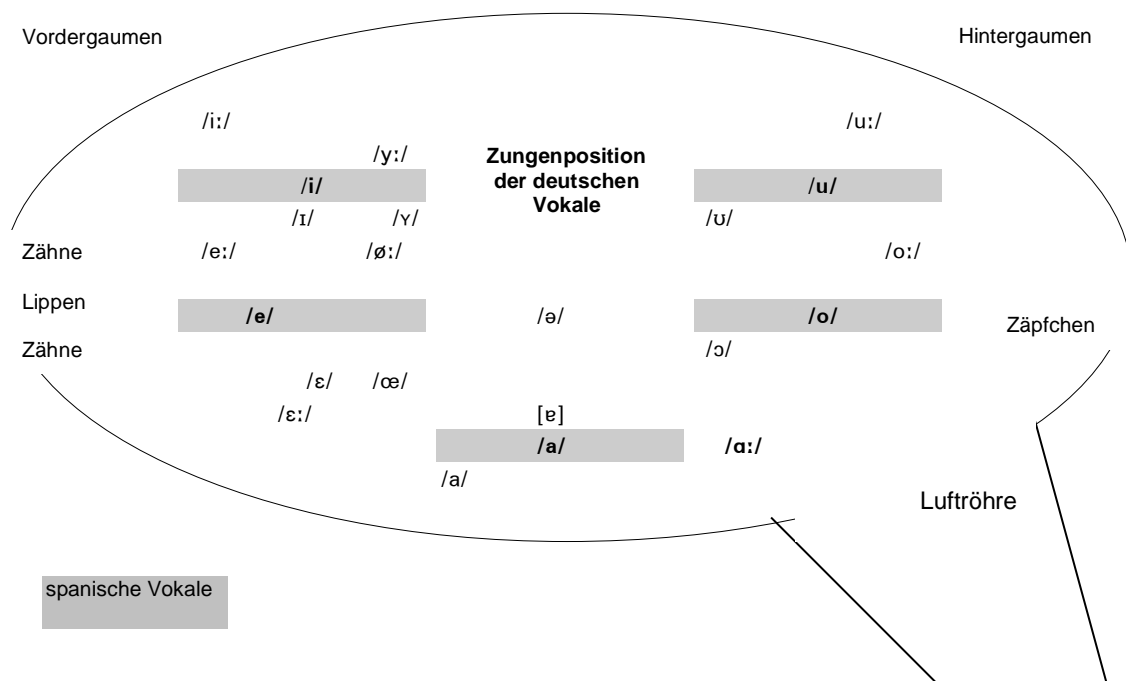 Vordergaumen Hintergaumen
/iː/ /uː/
/yː/ Zungenposition
der deutschen
Vokale
/i/ /u/
/ɪ/ /ʏ/ /ʊ/
Zähne /eː/ /øː/ /oː/
Lippen /e/ /ə/ /o/ Zäpfchen
Zähne /ɔ/
/ɛ/ /œ/
/ɛː/ [ɐ]
/a/ /ɑː/
/a/
Luftröhre
spanische Vokale